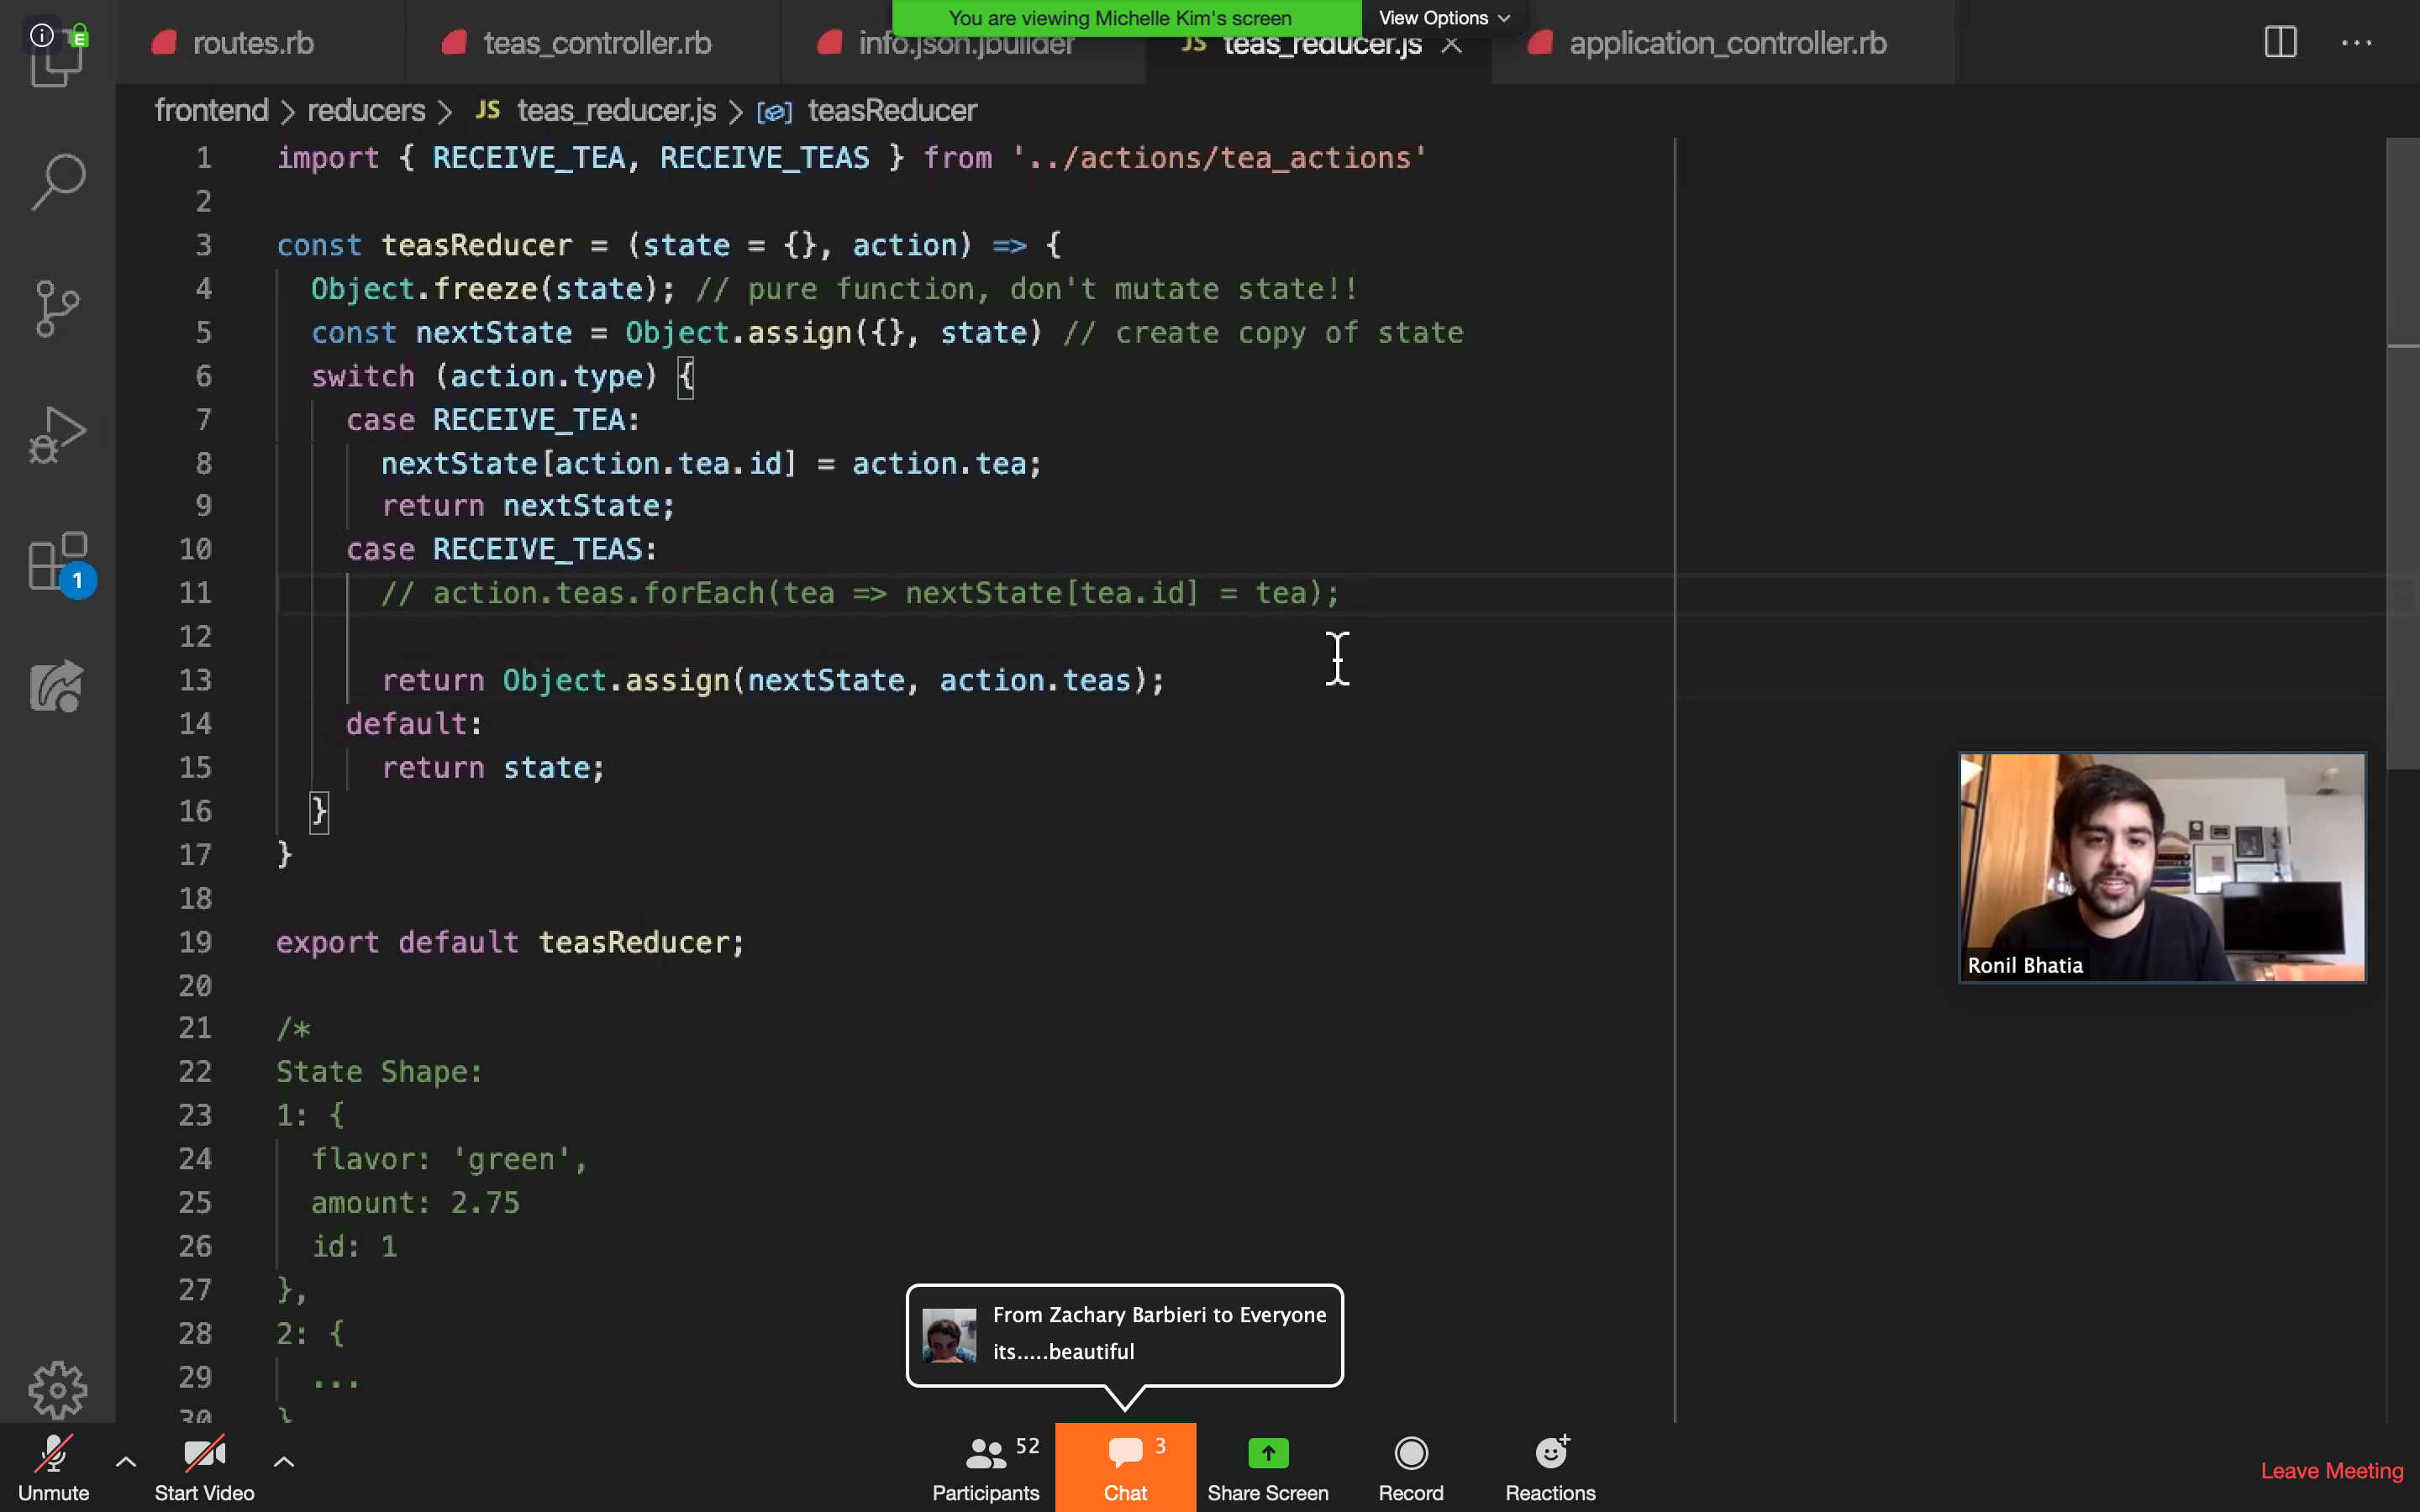 You are viewing Michelle Kim's screen
View Options
routes.rb
teas_controller.rb
info.json.jbuilder
JS teas_reducer.js
application_controller.rb
frontend > reducers > JS teas_reducer.js > teasReducer
1 import { RECEIVE_TEA, RECEIVE_TEAS } from '../actions/tea_actions'
2
3 const teasReducer = (state = {}, action) => {
4 Object.freeze(state); // pure function, don't mutate state!!
5 const nextState = Object.assign({}, state) // create copy of state
6 switch (action.type) {
7 case RECEIVE_TEA:
8 nextState[action.tea.id] = action.tea;
9 return nextState;
10 case RECEIVE_TEAS:
11 // action.teas.forEach(tea => nextState[tea.id] = tea);
12
13 return Object.assign(nextState, action.teas);
14 default:
15 return state;
16 }
17 }
18
19 export default teasReducer;
20
21 /*
22 State Shape:
23 1: {
24 flavor: 'green',
25 amount: 2.75
26 id: 1
27 },
28 2: {
29 ...
30 }
1
Ronil Bhatia
From Zachary Barbieri to Everyone
its.....beautiful
Unmute
Start Video
52
Participants
3
Chat
Share Screen
Record
Reactions
Leave Meeting